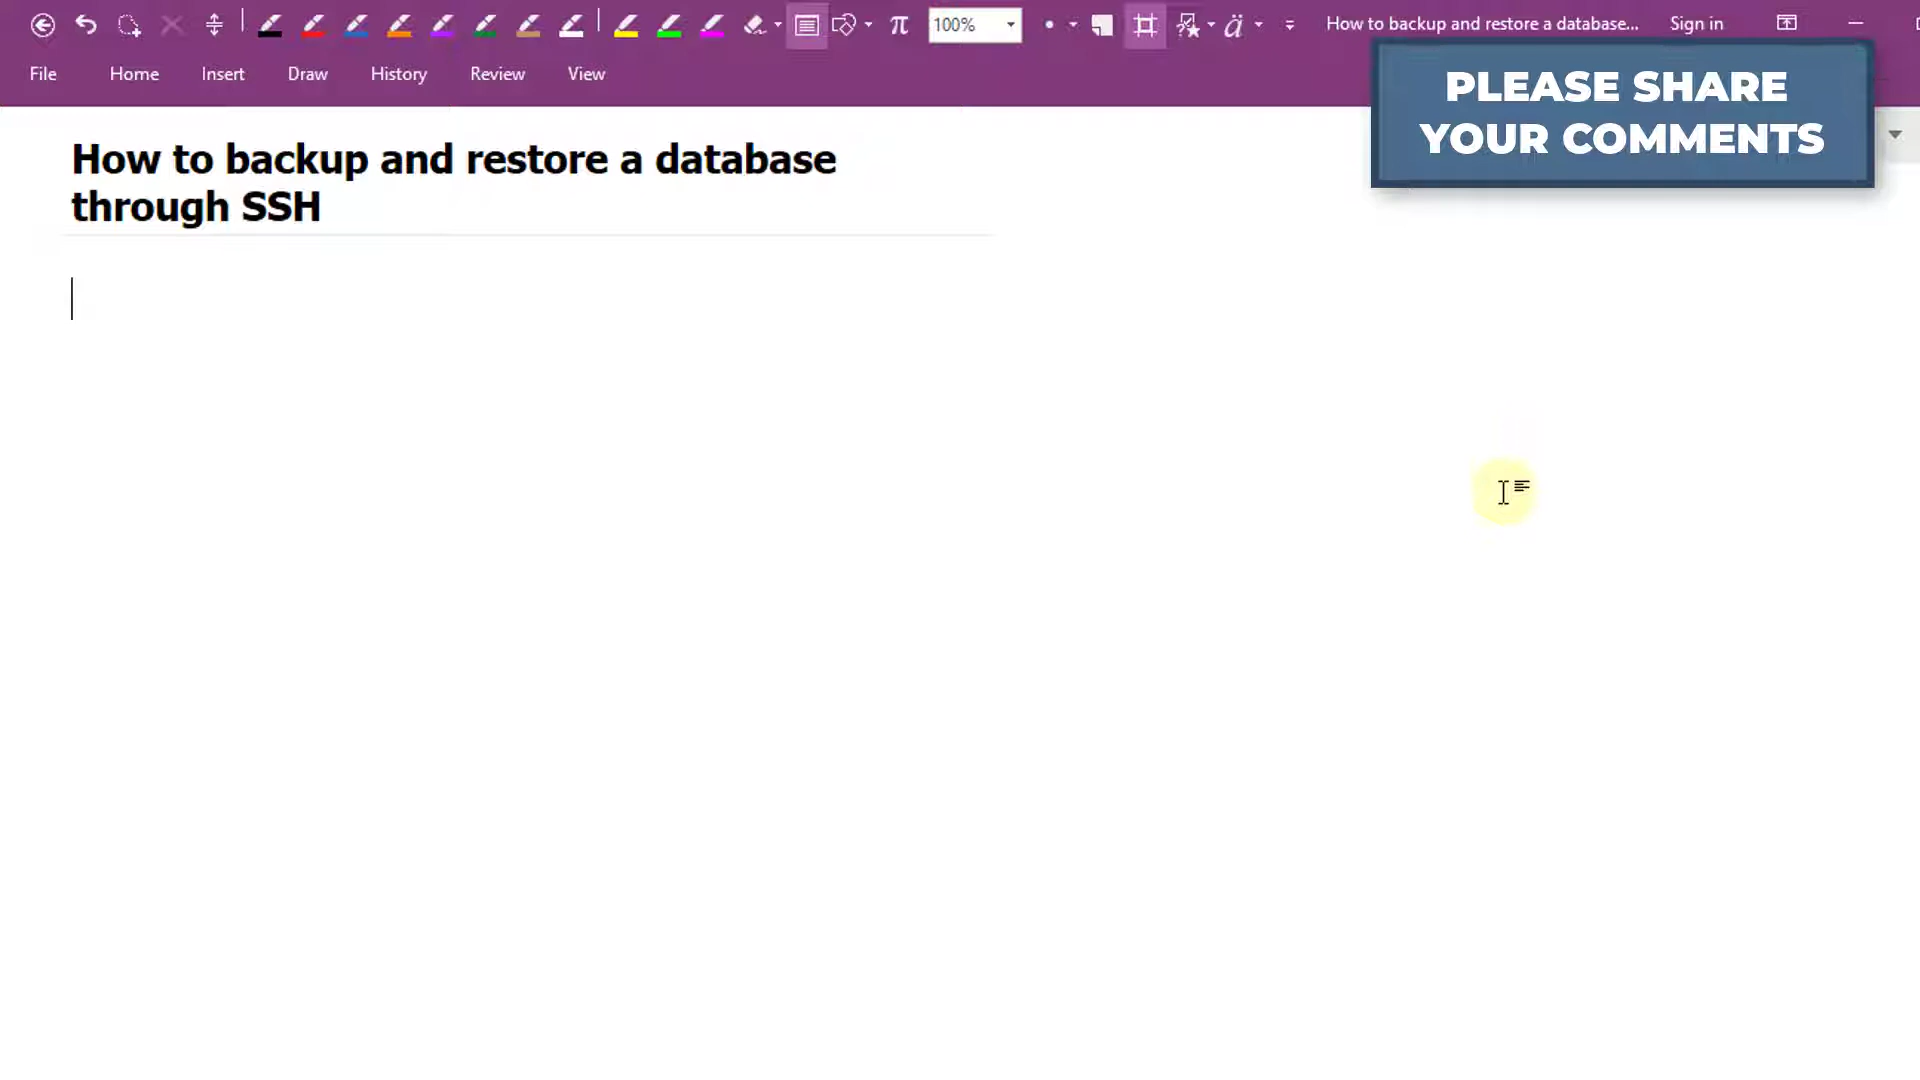 100%
How to backup and restore a database...
Sign in
File
Home
Insert
Draw
History
Review
View
PLEASE SHARE
YOUR COMMENTS
How to backup and restore a database
through SSH